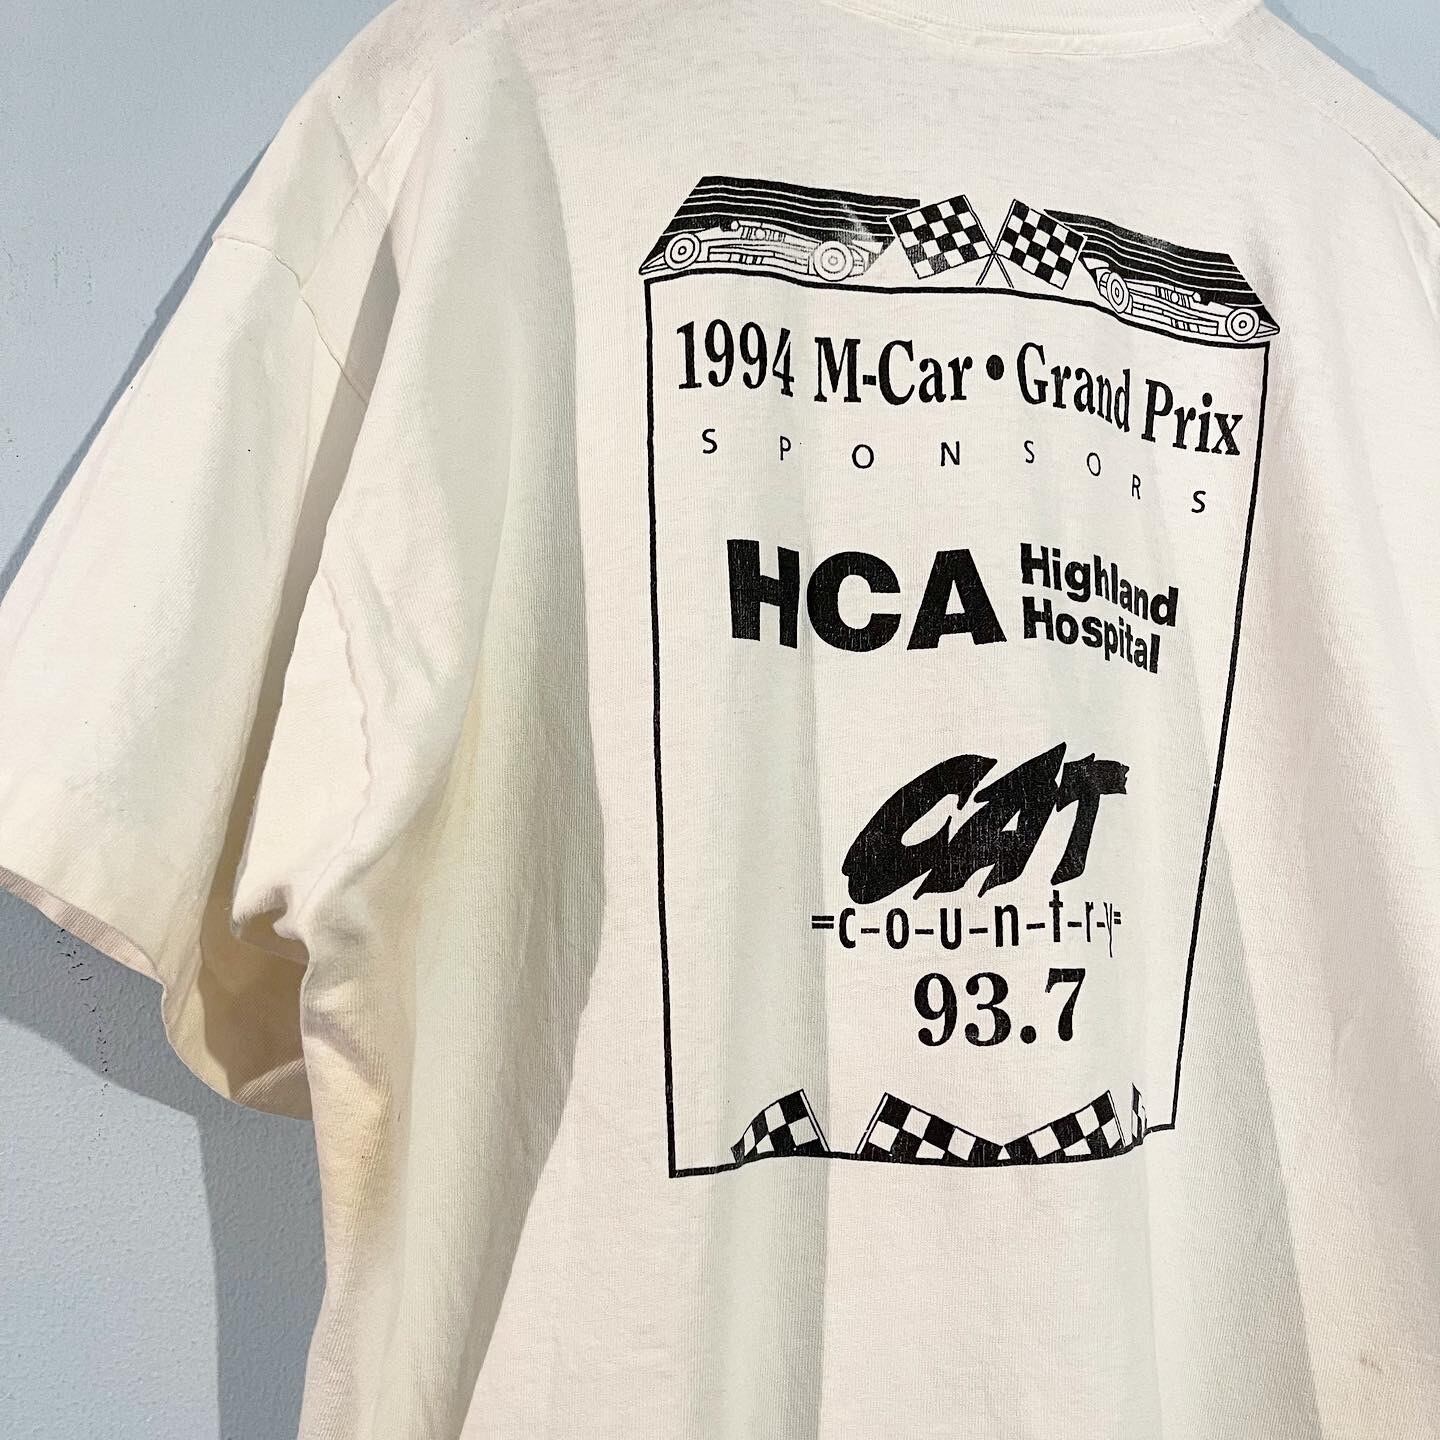 1994 M-Car • Grand Prix
SPONSORS
HCA Highland Hospital
CAT
=c-o-u-n-t-r-y=
93.7